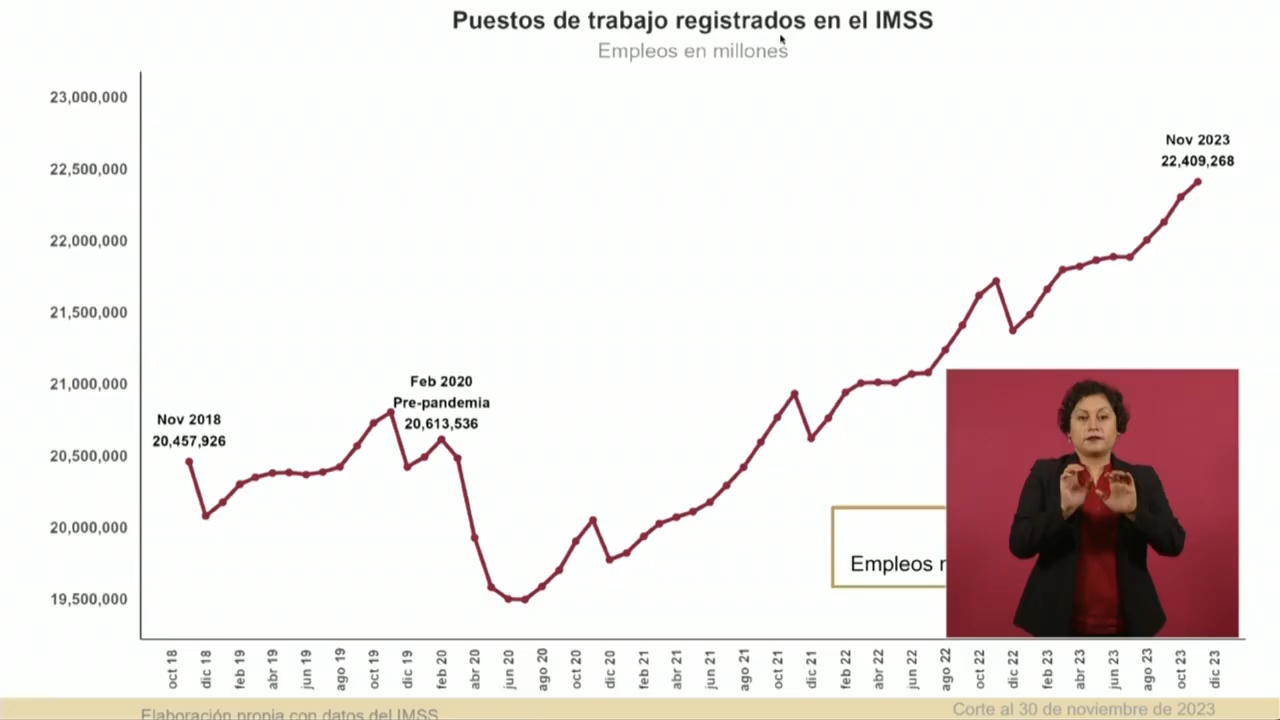 Puestos de trabajo registrados en el IMSS
Empleos en millones
23,000,000
22,500,000
22,000,000
21,500,000
21,000,000
20,500,000
20,000,000
19,500,000
Nov 2018
20,457,926
Feb 2020
Pre-pandemia
20,613,536
Nov 2023
22,409,268
Empleos
oct 18
dic 18
feb 19
abr 19
jun 19
ago 19
oct 19
dic 19
feb 20
abr 20
jun 20
ago 20
oct 20
dic 20
feb 21
abr 21
jun 21
ago 21
oct 21
dic 21
feb 22
abr 22
jun 22
ago 22
oct 22
dic 22
feb 23
abr 23
jun 23
ago 23
oct 23
dic 23
Elaboración propia con datos del IMSS
Corte al 30 de noviembre de 2023